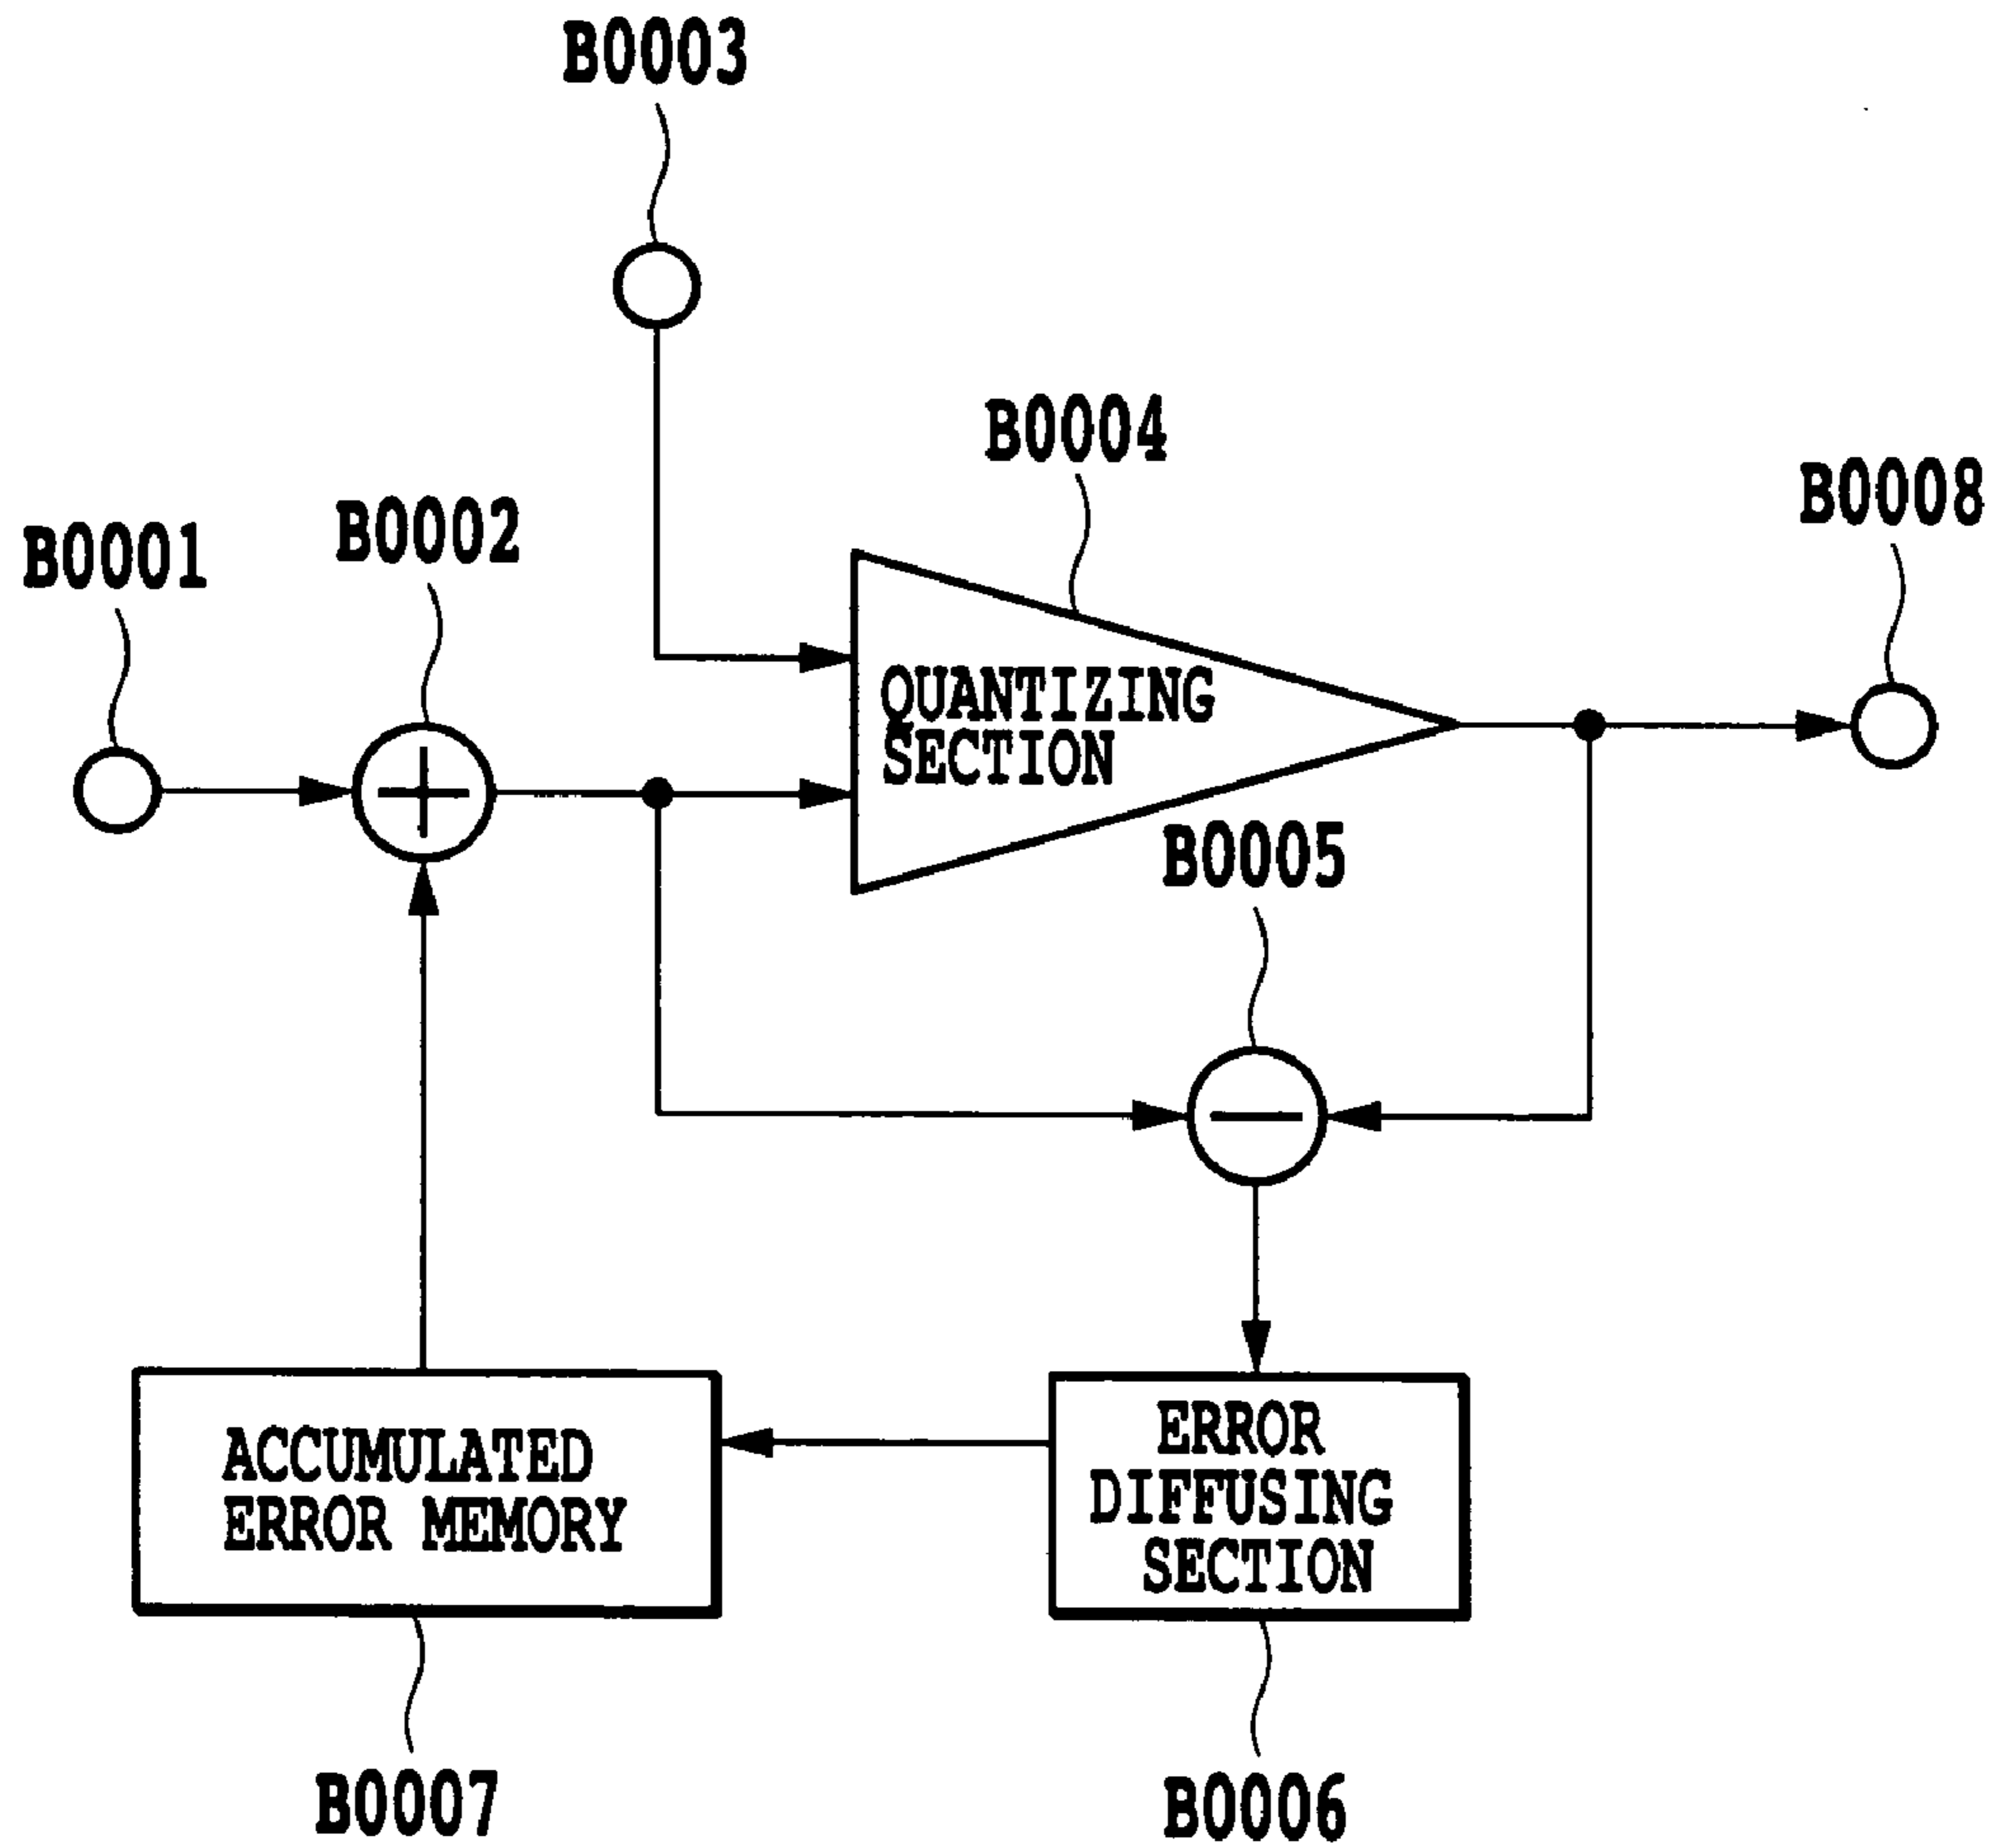 B0003
B0004
B0008
B0002
B0001
QUANTIZING
SECTION
B0005
ACCUMULATED
ERROR MEMORY
ERROR
DIFFUSING
SECTION
B0007
B0006